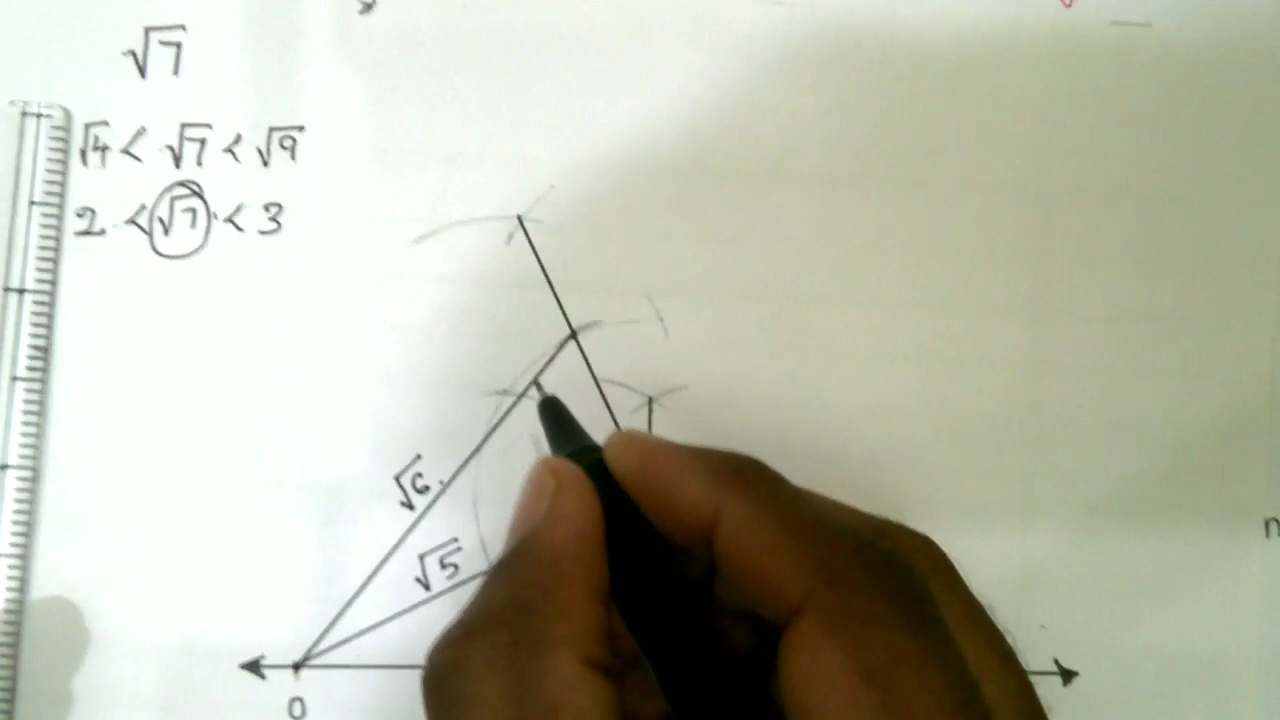 √7
√4 < √7 < √9
2 < √7 < 3
√6
√5
0
n